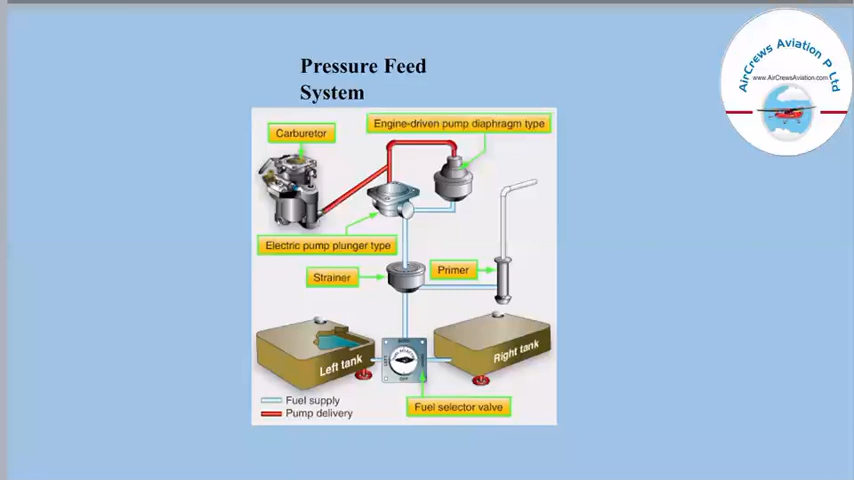 Pressure Feed
System
AirCrews Aviation P Ltd
www.AirCrewsAviation.com
Engine-driven pump diaphragm type
Carburetor
Electric pump plunger type
Strainer
Primer
Left tank
Right tank
OFF
Fuel selector valve
Fuel supply
Pump delivery